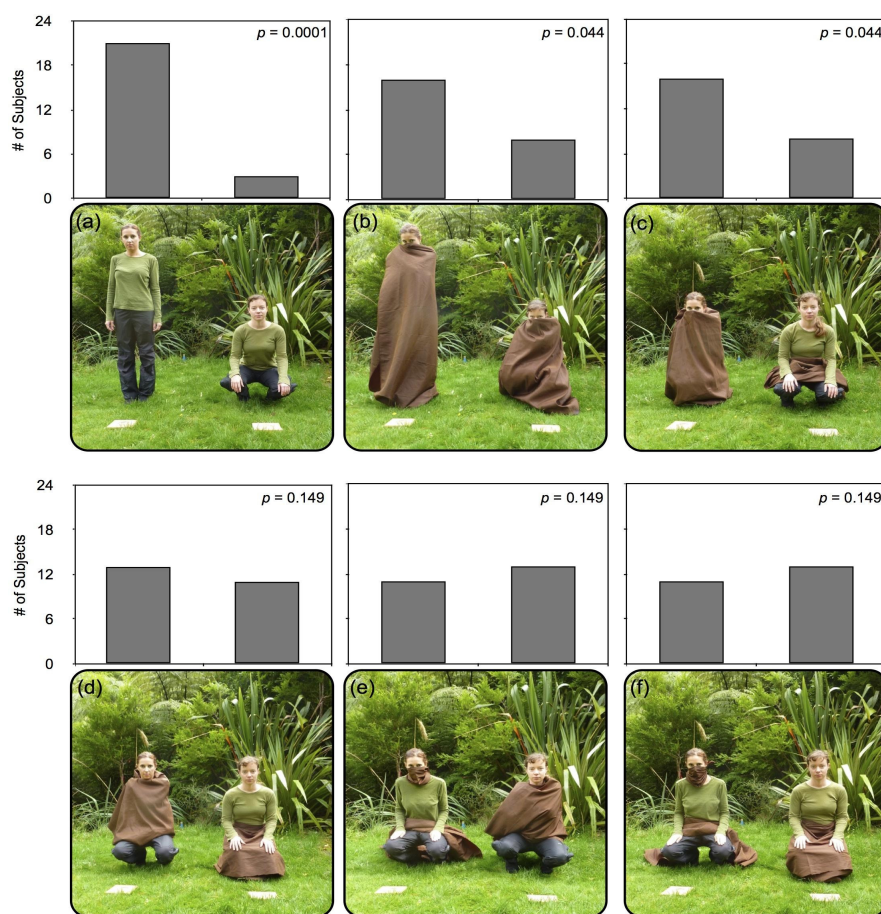 24
18
12
6
0
# of Subjects
p = 0.0001
p = 0.044
p = 0.044
(a)
(b)
(c)
24
18
12
6
0
# of Subjects
p = 0.149
p = 0.149
p = 0.149
(d)
(e)
(f)